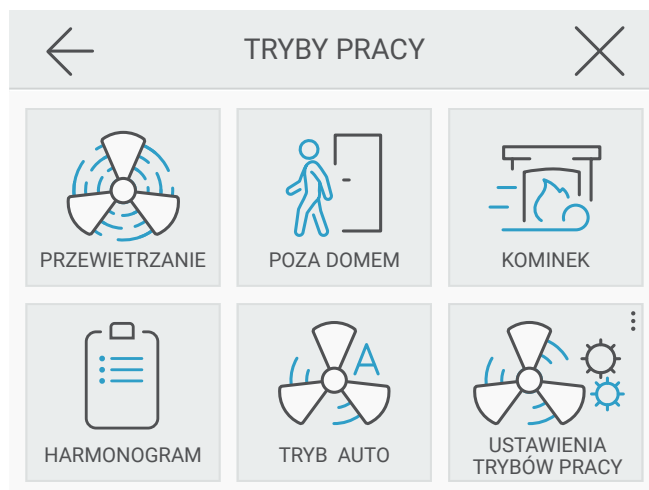 TRYBY PRACY
PRZEWIETRZANIE
POZA DOMEM
KOMINEK
HARMONOGRAM
TRYB AUTO
A
USTAWIENIA
TRYBÓW PRACY